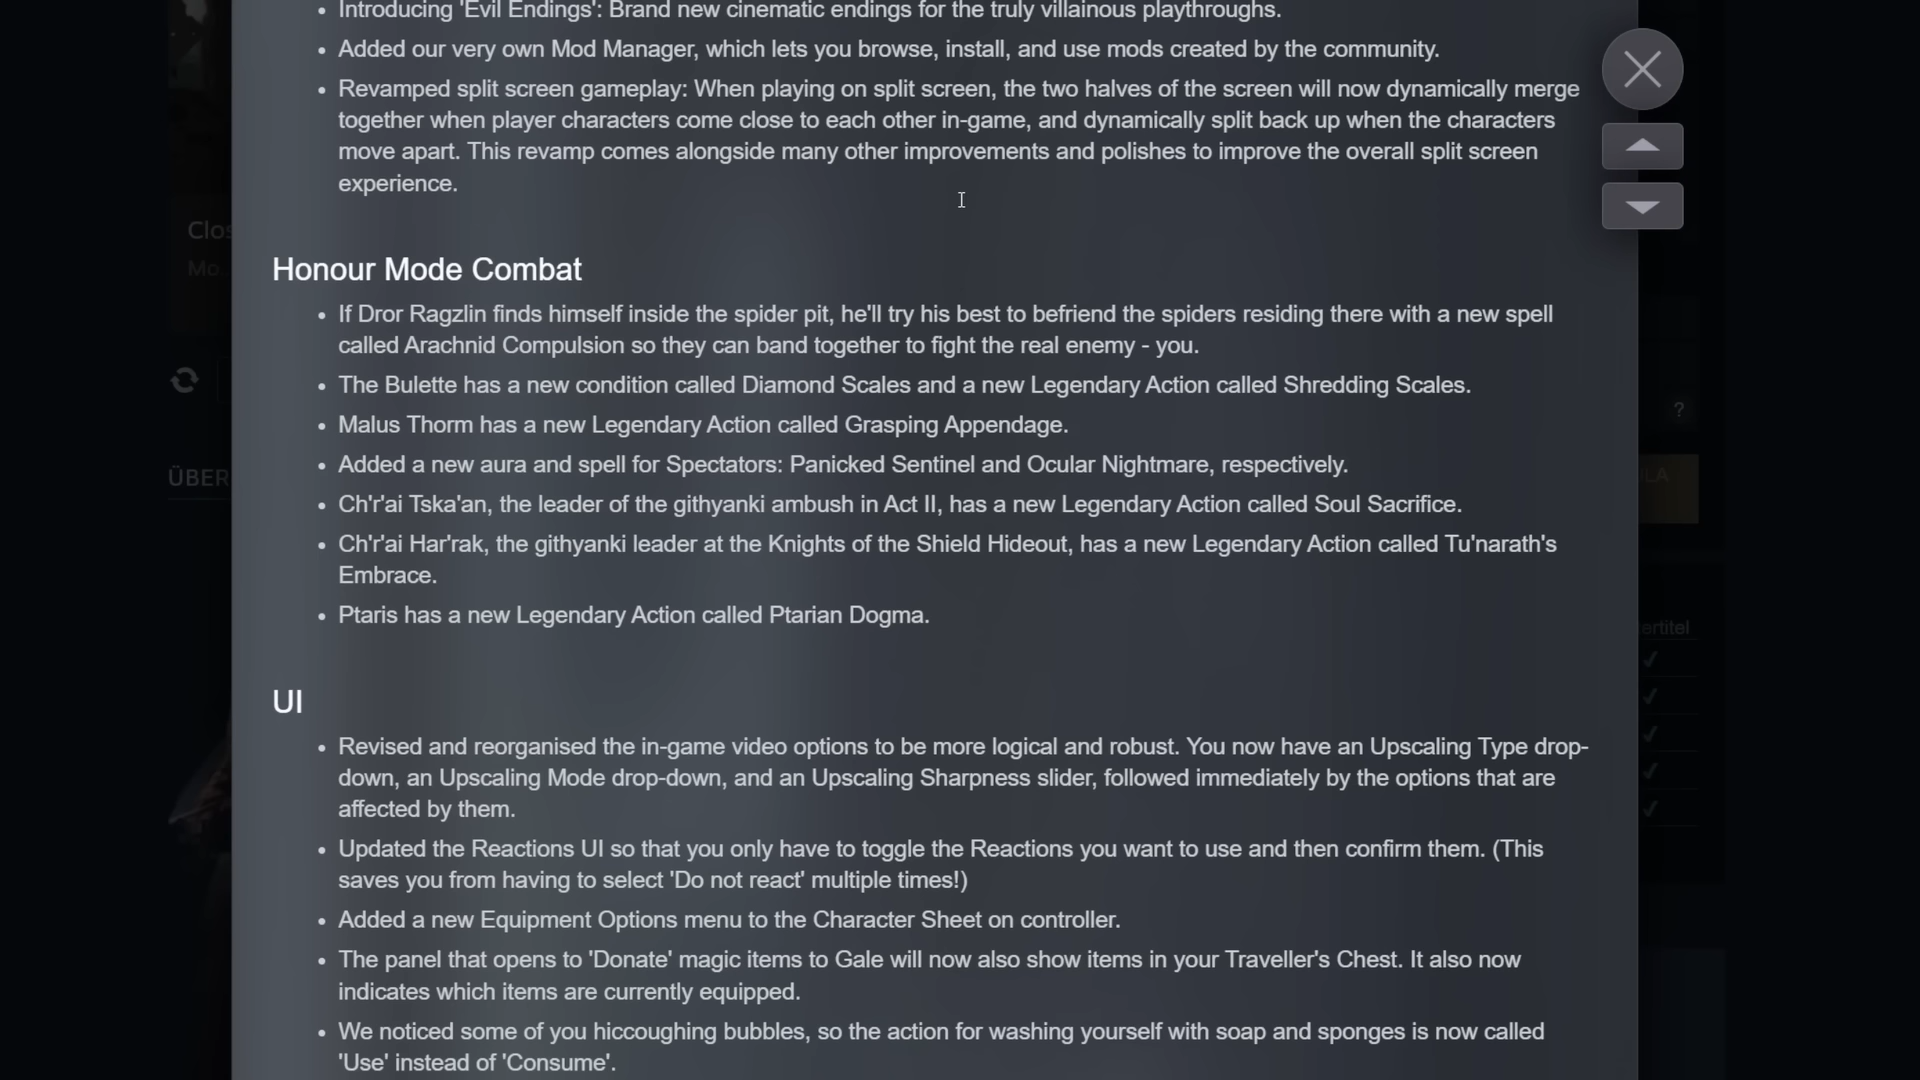 Introducing 'Evil Endings': Brand new cinematic endings for the truly villainous playthroughs.
Added our very own Mod Manager, which lets you browse, install, and use mods created by the community.
Revamped split screen gameplay: When playing on split screen, the two halves of the screen will now dynamically merge
together when player characters come close to each other in-game, and dynamically split back up when the characters
move apart. This revamp comes alongside many other improvements and polishes to improve the overall split screen
experience.
Clos
Mo...
Honour Mode Combat
If Dror Ragzlin finds himself inside the spider pit, he'll try his best to befriend the spiders residing there with a new spell
called Arachnid Compulsion so they can band together to fight the real enemy - you.
The Bulette has a new condition called Diamond Scales and a new Legendary Action called Shredding Scales.
?
Malus Thorm has a new Legendary Action called Grasping Appendage.
Added a new aura and spell for Spectators: Panicked Sentinel and Ocular Nightmare, respectively.
ÜBER
LA
Ch'r'ai Tska'an, the leader of the githyanki ambush in Act II, has a new Legendary Action called Soul Sacrifice.
Ch'r'ai Har'rak, the githyanki leader at the Knights of the Shield Hideout, has a new Legendary Action called Tu'narath's
Embrace.
Ptaris has a new Legendary Action called Ptarian Dogma.
ertitel
UI
Revised and reorganised the in-game video options to be more logical and robust. You now have an Upscaling Type drop-
down, an Upscaling Mode drop-down, and an Upscaling Sharpness slider, followed immediately by the options that are
affected by them.
Updated the Reactions UI so that you only have to toggle the Reactions you want to use and then confirm them. (This
saves you from having to select 'Do not react' multiple times!)
Added a new Equipment Options menu to the Character Sheet on controller.
The panel that opens to 'Donate' magic items to Gale will now also show items in your Traveller's Chest. It also now
indicates which items are currently equipped.
We noticed some of you hiccoughing bubbles, so the action for washing yourself with soap and sponges is now called
'Use' instead of 'Consume'.